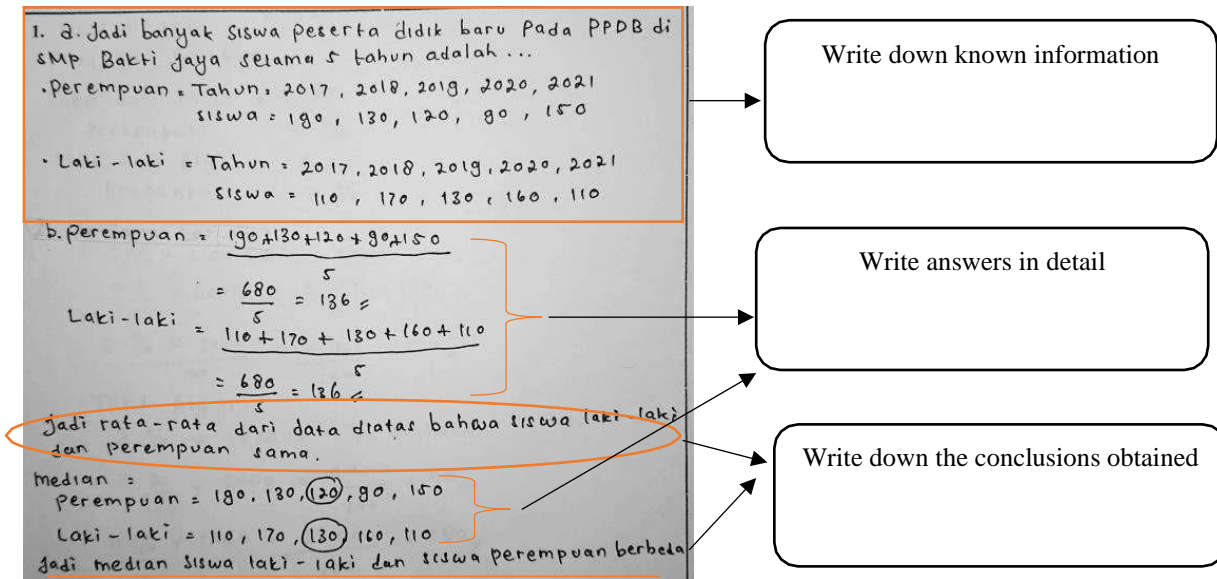 1. a. Jadi banyak siswa peserta didik baru pada PPDB di
SMP Bakti Jaya selama 5 tahun adalah ...
• Perempuan = Tahun = 2017, 2018, 2019, 2020, 2021
siswa = 190, 130, 120, 90, 150
• Laki-laki = Tahun = 2017, 2018, 2019, 2020, 2021
siswa = 110, 170, 130, 160, 110
b. Perempuan = 190+130+120+90+150
5
= 680 = 136
5
Laki-laki = 110+170+130+160+110
5
= 680 = 136
5
Jadi rata-rata dari data diatas bahwa siswa laki-laki
dan perempuan sama.
median =
Perempuan = 190, 130, 120, 90, 150
Laki-laki = 110, 170, 130, 160, 110
Jadi median siswa laki-laki dan siswa perempuan berbeda
Write down known information
Write answers in detail
Write down the conclusions obtained